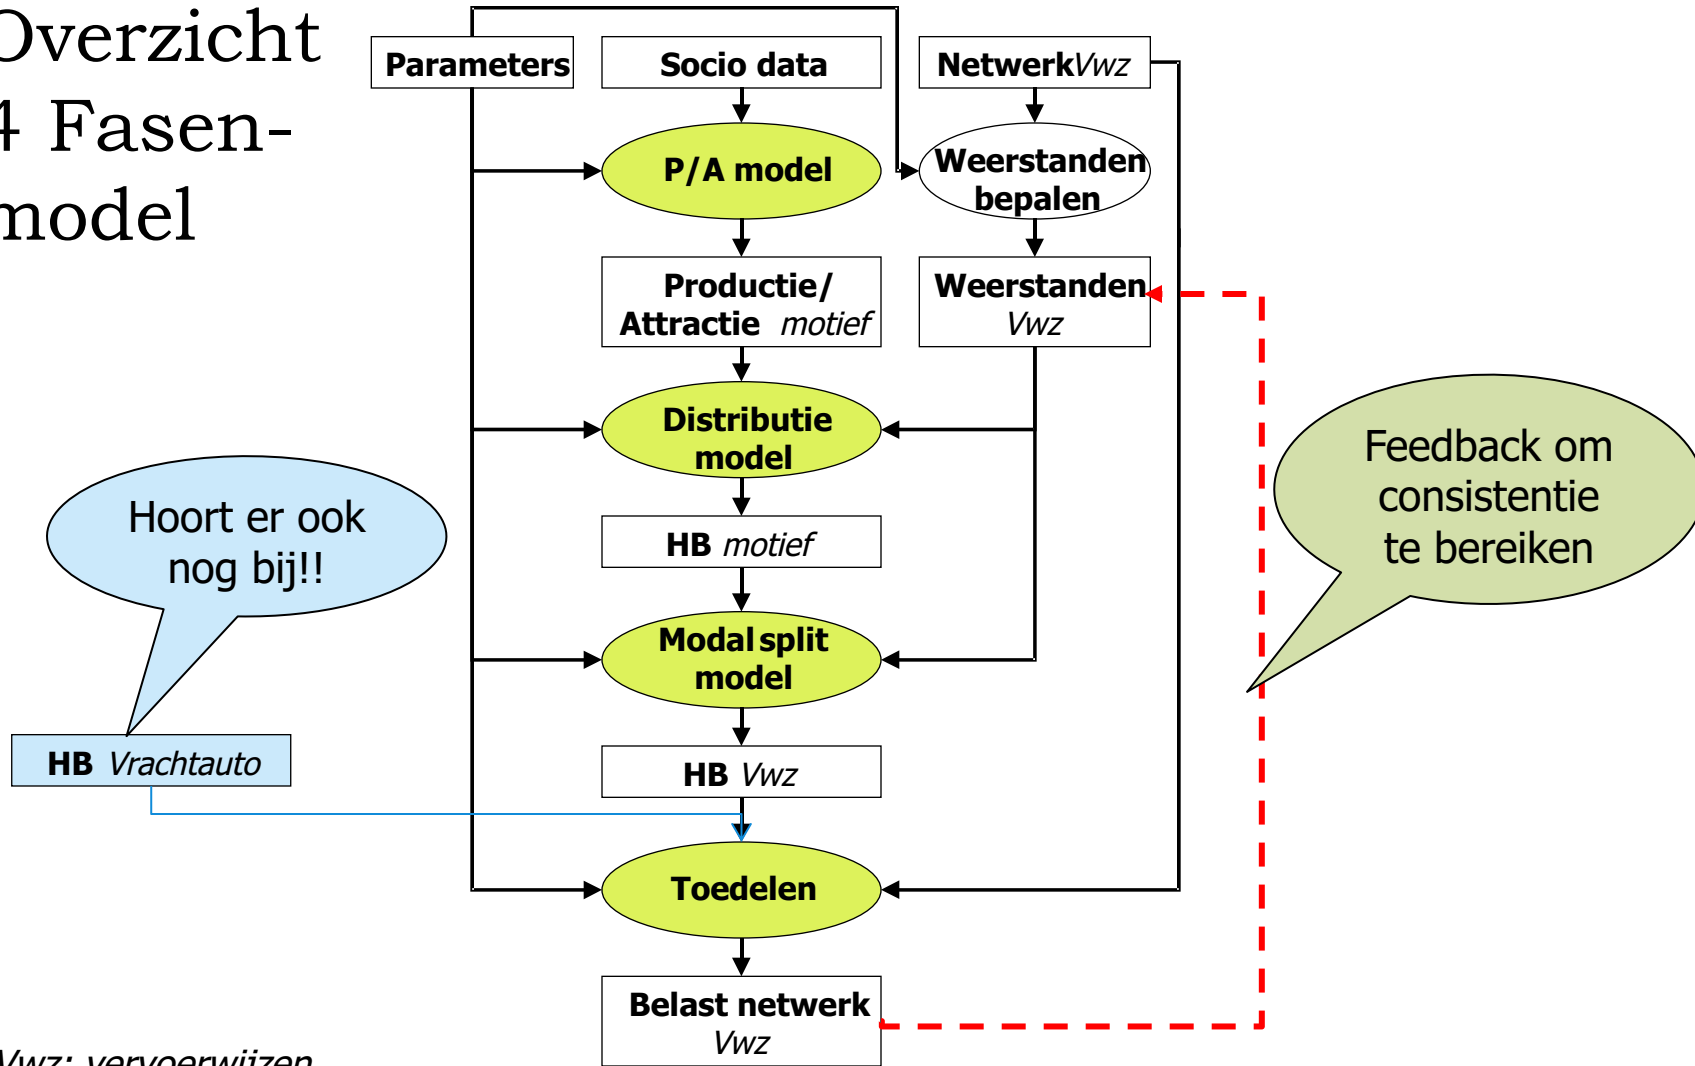 Overzicht
4 Fasen-
model
Parameters
Socio data
Netwerk Vwz
P/A model
Weerstanden
bepalen
Productie/
Attractie motief
Weerstanden
Vwz
Distributie
model
Feedback om
consistentie
te bereiken
Hoort er ook
nog bij!!
HB motief
Modal split
model
HB Vrachtauto
HB Vwz
Toedelen
Belast netwerk
Vwz
Vwz: vervoerwijzen